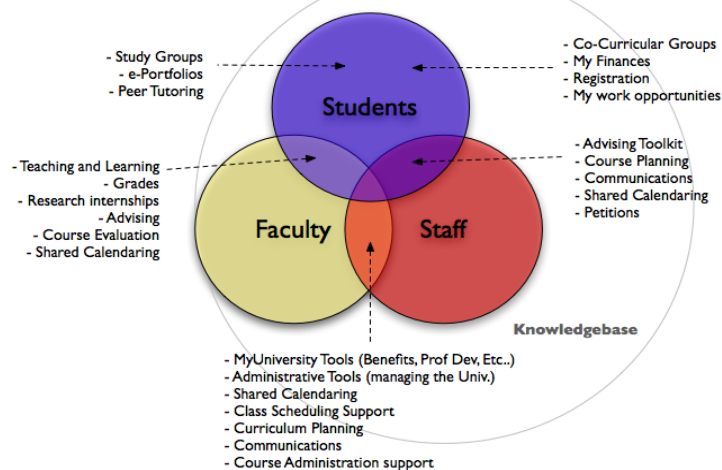 - Study Groups
- e-Portfolios
- Peer Tutoring
- Co-Curricular Groups
- My Finances
- Registration
- My work opportunities
Students
- Teaching and Learning
- Grades
- Research internships
- Advising
- Course Evaluation
- Shared Calendaring
- Advising Toolkit
- Course Planning
- Communications
- Shared Calendaring
- Petitions
Faculty
Staff
Knowledgebase
- MyUniversity Tools (Benefits, Prof Dev, Etc..)
- Administrative Tools (managing the Univ.)
- Shared Calendaring
- Class Scheduling Support
- Curriculum Planning
- Communications
- Course Administration support